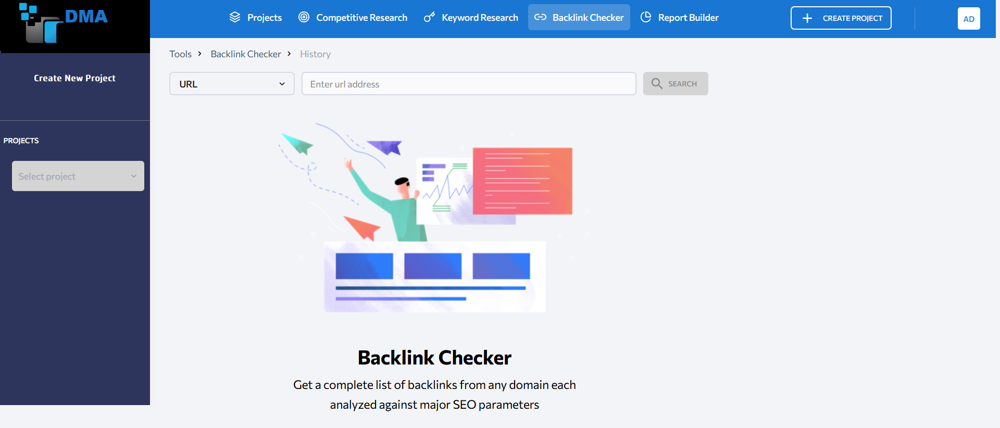 DMA
Projects
Competitive Research
Keyword Research
Backlink Checker
Report Builder
CREATE PROJECT
AD
Tools
Backlink Checker
History
Create New Project
URL
Enter url address
SEARCH
PROJECTS
Select project
Backlink Checker
Get a complete list of backlinks from any domain each
analyzed against major SEO parameters